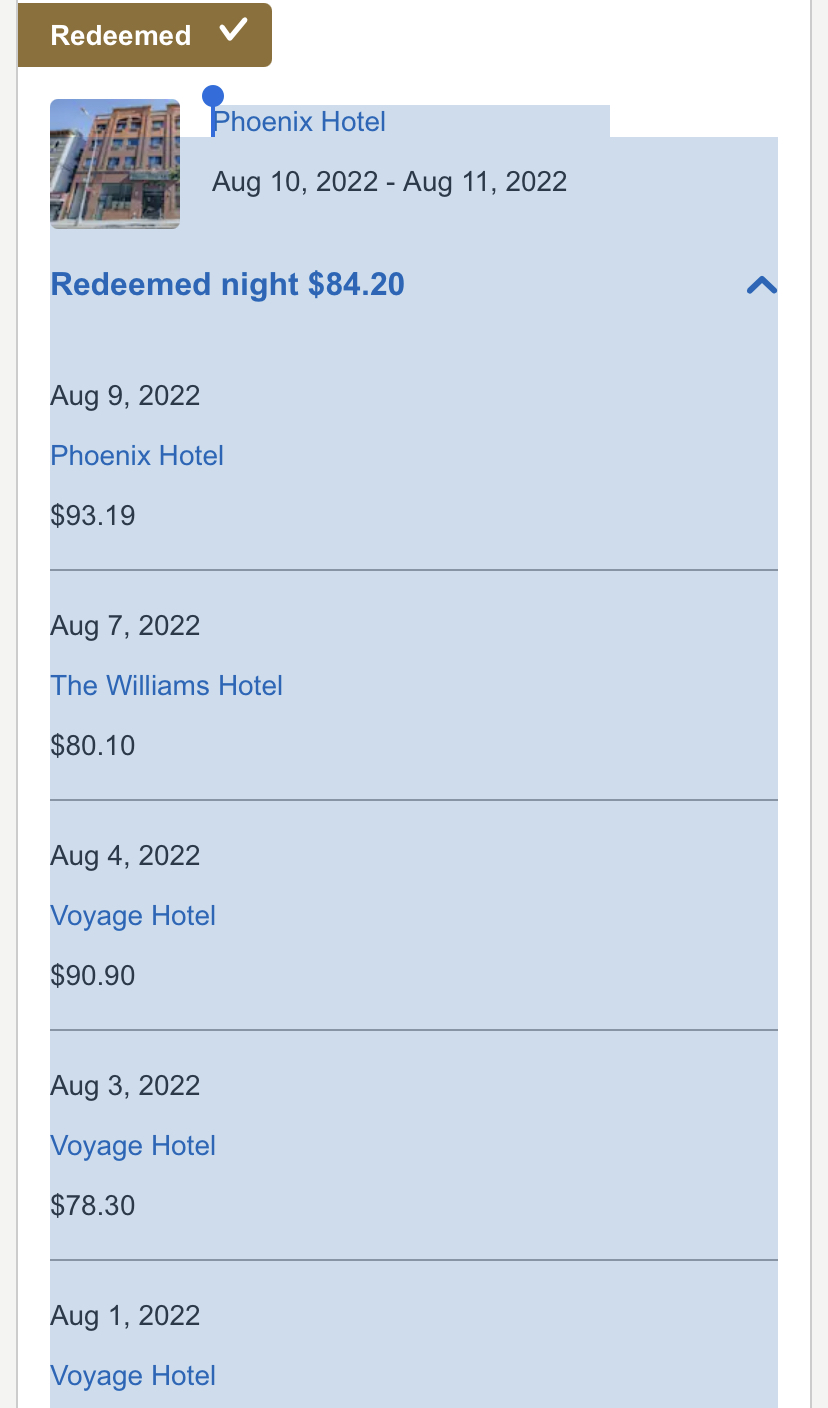 Redeemed
Phoenix Hotel
Aug 10, 2022 - Aug 11, 2022
Redeemed night $84.20
Aug 9, 2022
Phoenix Hotel
$93.19
Aug 7, 2022
The Williams Hotel
$80.10
Aug 4, 2022
Voyage Hotel
$90.90
Aug 3, 2022
Voyage Hotel
$78.30
Aug 1, 2022
Voyage Hotel